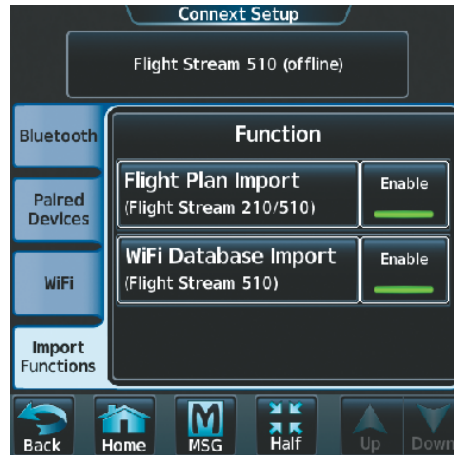 Connext Setup
Flight Stream 510 (offline)
Bluetooth
Paired
Devices
WiFi
Import
Functions
Function
Flight Plan Import
(Flight Stream 210/510)
Enable
WiFi Database Import
(Flight Stream 510)
Enable
Back
Home
MSG
Half
Up
Down